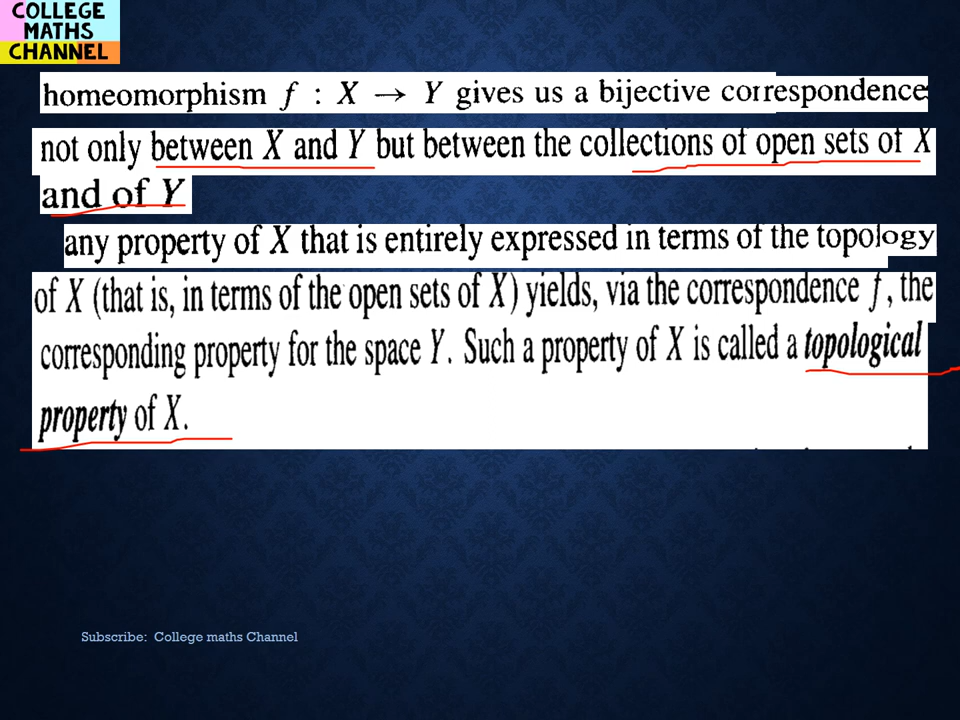 COLLEGE
MATHS
CHANNEL
homeomorphism f : X → Y gives us a bijective correspondence
not only between X and Y but between the collections of open sets of X
and of Y
any property of X that is entirely expressed in terms of the topology
of X (that is, in terms of the open sets of X) yields, via the correspondence f, the
corresponding property for the space Y. Such a property of X is called a topological
property of X.
Subscribe: College maths Channel